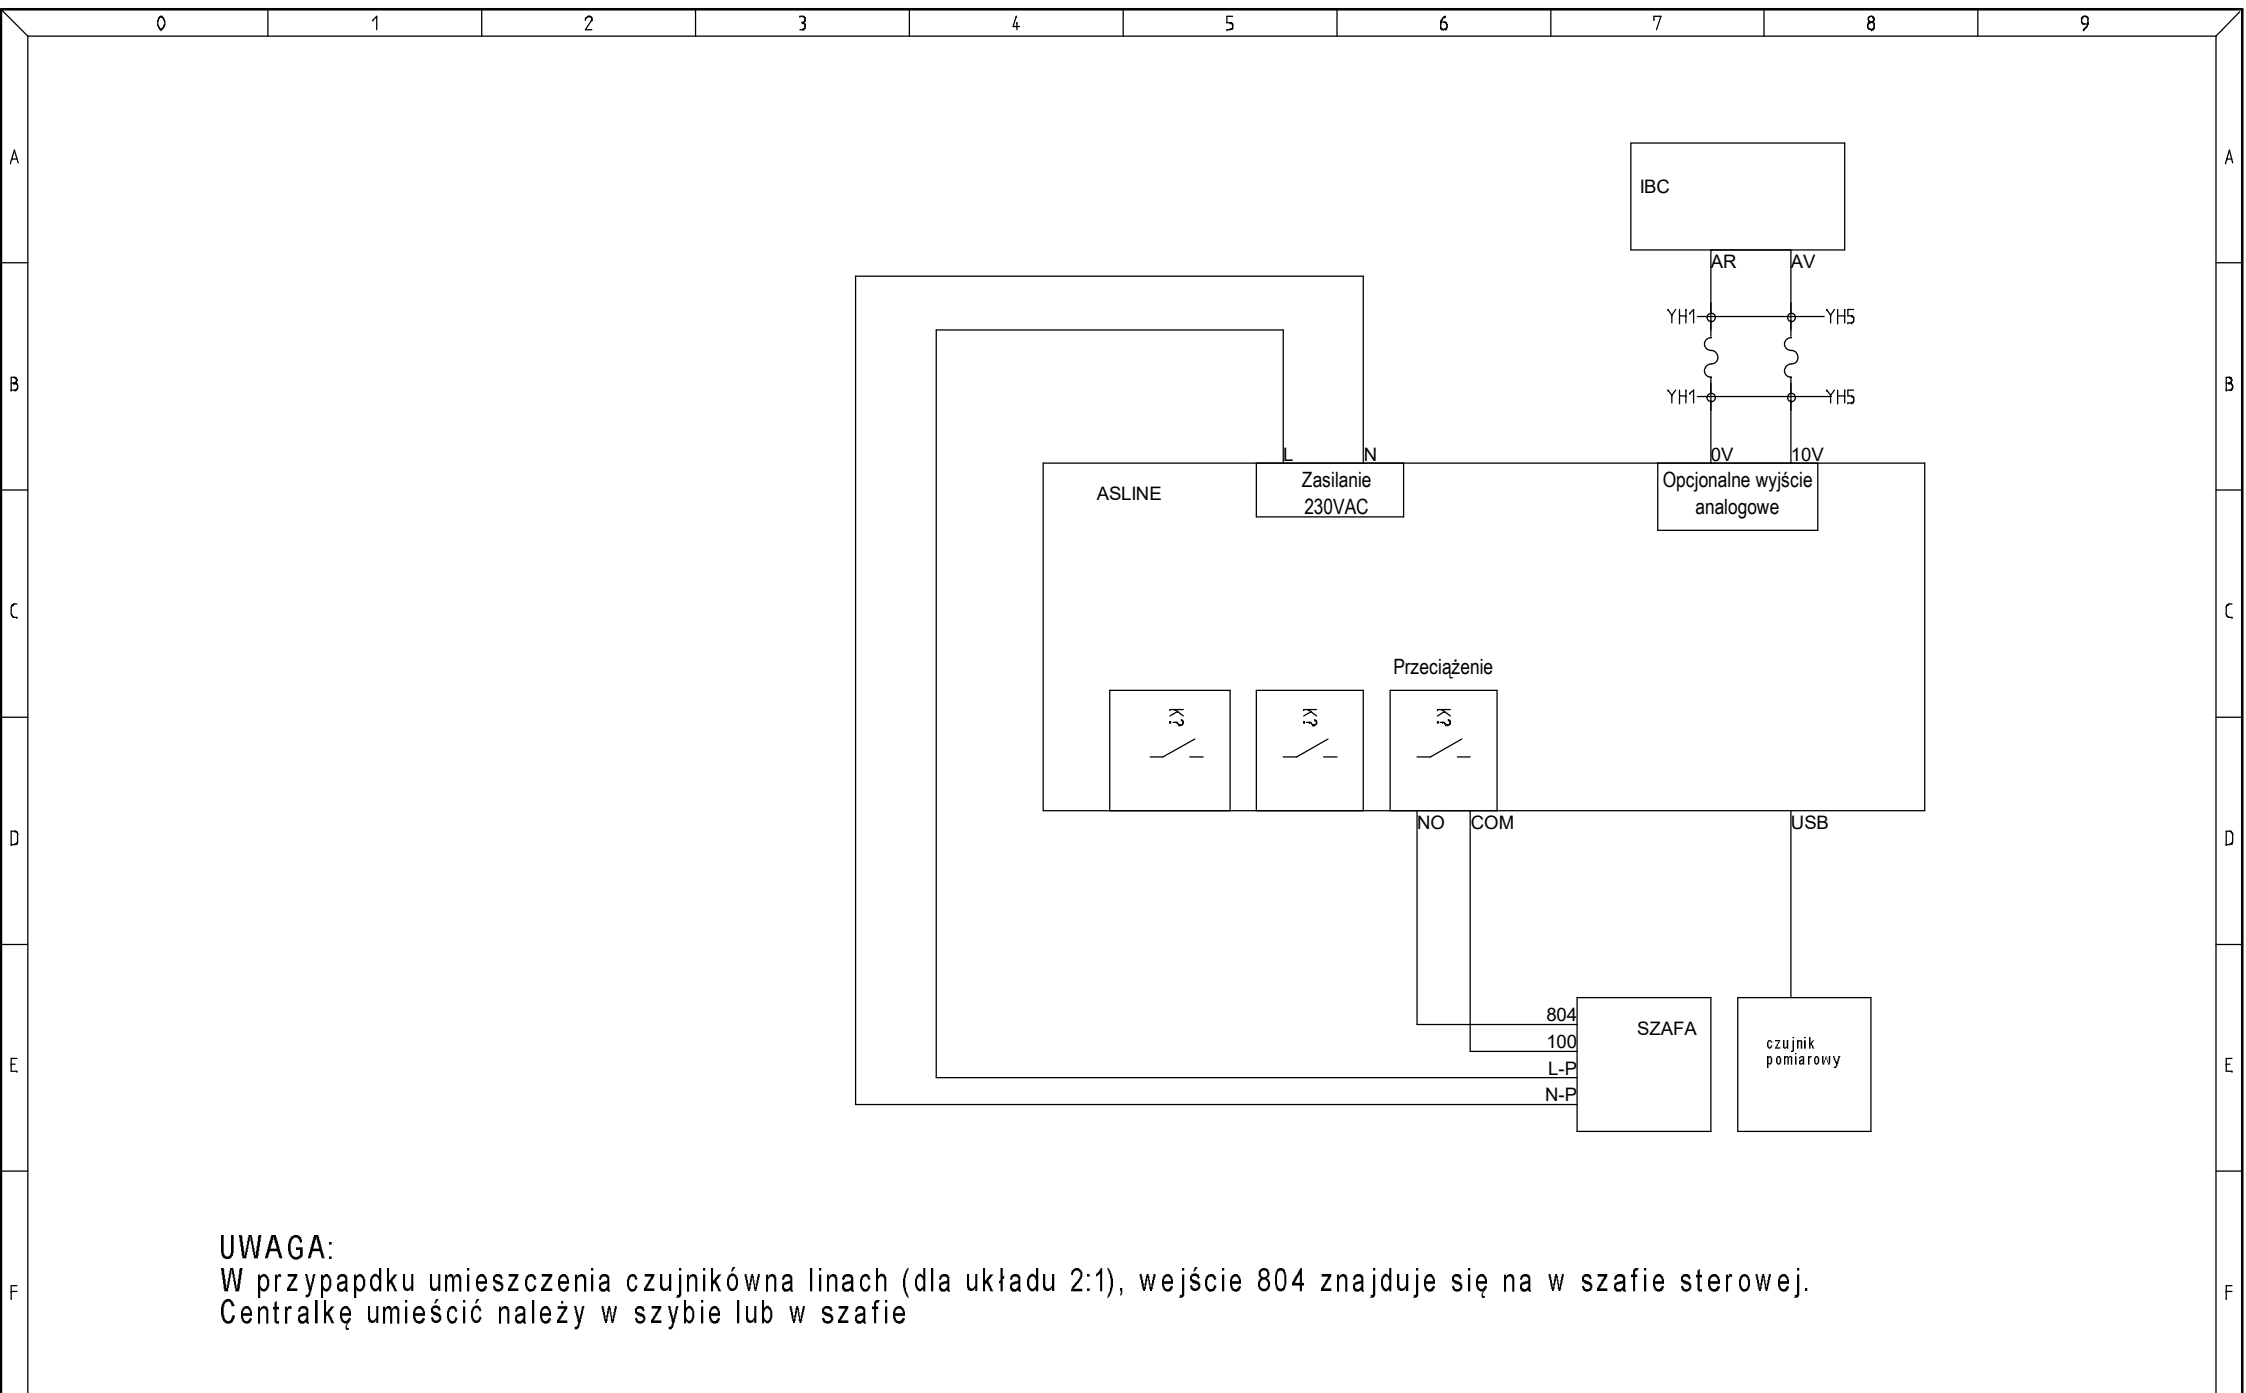 0 1 2 3 4 5 6 7 8 9
A A
IBC
AR AV
YH1 YH5
B B
YH1 YH5
L N 0V 10V
ASLINE
Zasilanie
230VAC
Opcjonalne wyjście
analogowe
C C
Przeciążenie
K? K? K?
NO COM USB
D D
804
100
L-P
N-P
SZAFA
czujnik
pomiarowy
E E
UWAGA:
W przypapdku umieszczenia czujnikówna linach (dla układu 2:1), wejście 804 znajduje się na w szafie sterowej.
Centralkę umieścić należy w szybie lub w szafie
F F